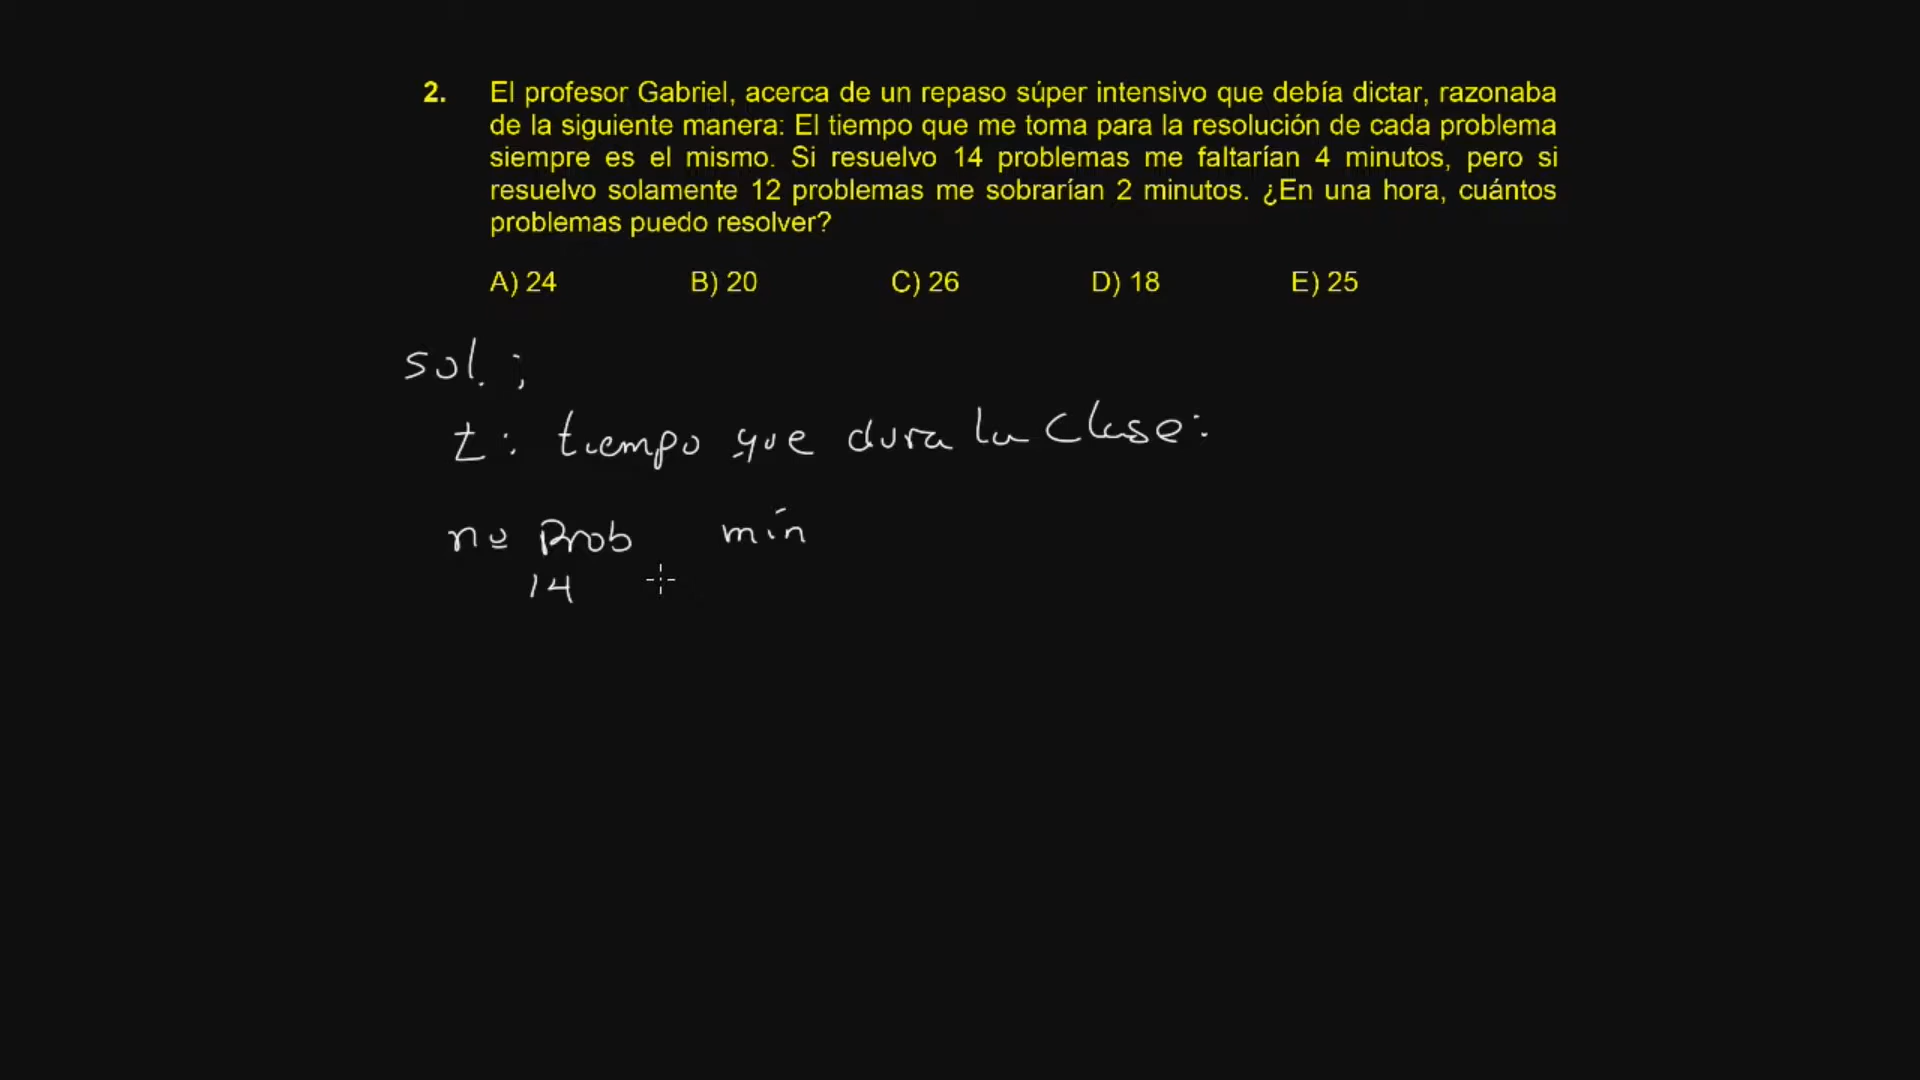 2. El profesor Gabriel, acerca de un repaso súper intensivo que debía dictar, razonaba
de la siguiente manera: El tiempo que me toma para la resolución de cada problema
siempre es el mismo. Si resuelvo 14 problemas me faltarían 4 minutos, pero si
resuelvo solamente 12 problemas me sobrarían 2 minutos. ¿En una hora, cuántos
problemas puedo resolver?
A) 24 B) 20 C) 26 D) 18 E) 25
sol. ;
t : tiempo que dura la clase :
nº Prob min
14